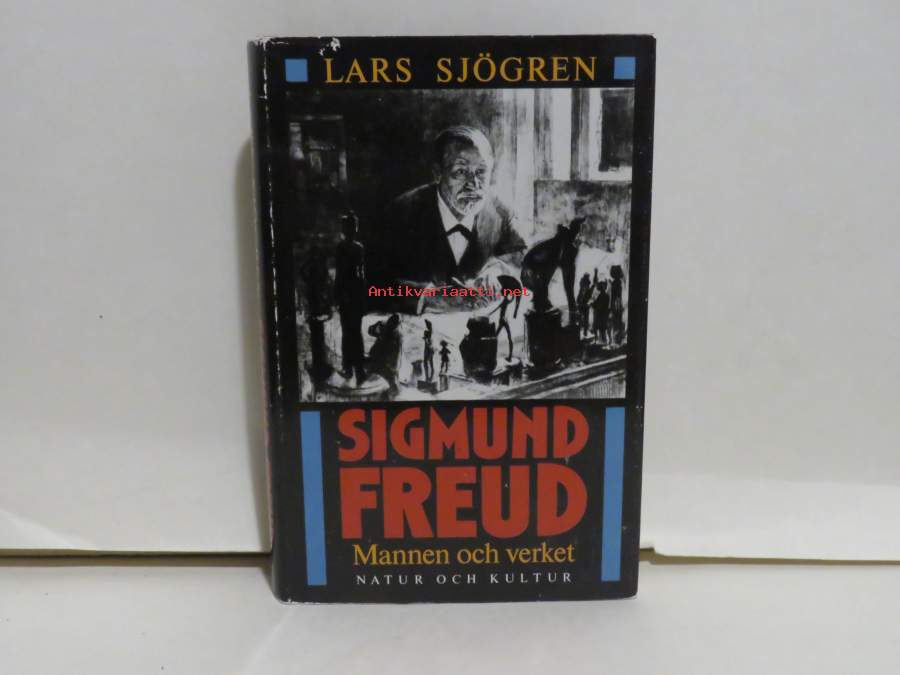 LARS SJÖGREN
Antikvariaatti.net
SIGMUND
FREUD
Mannen och verket
NATUR OCH KULTUR